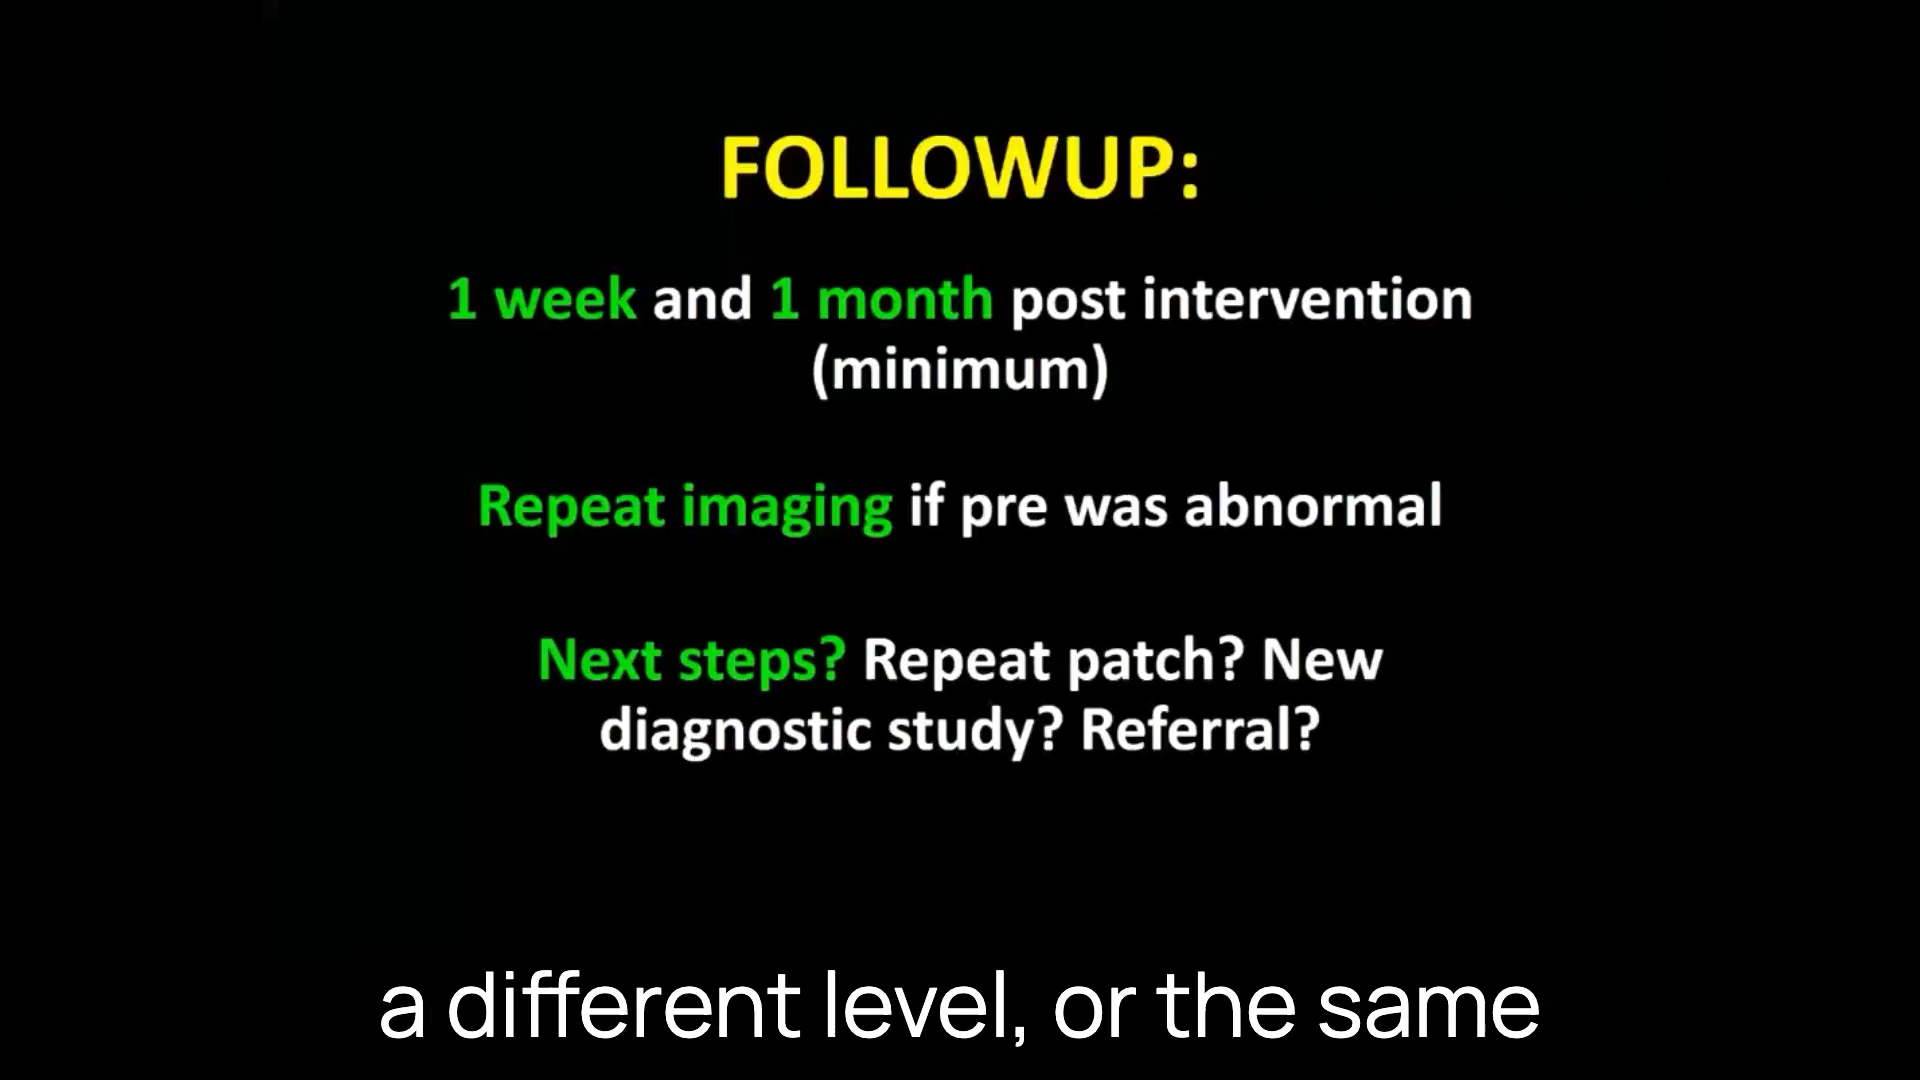 FOLLOWUP:
1 week and 1 month post intervention
(minimum)
Repeat imaging if pre was abnormal
Next steps? Repeat patch? New
diagnostic study? Referral?
a different level, or the same